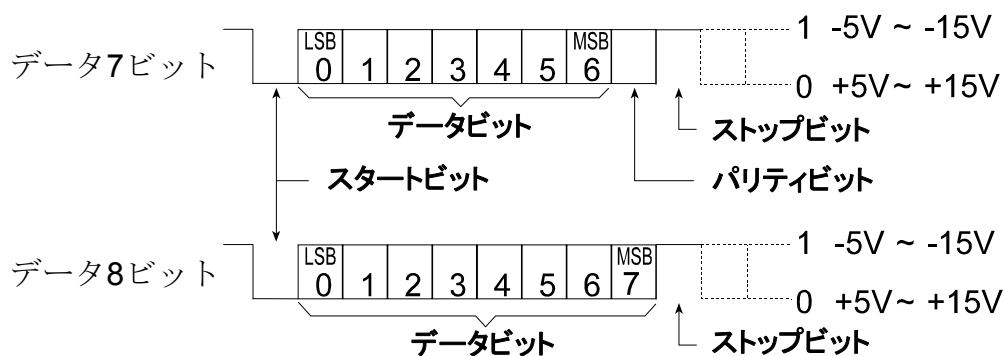 1 -5V ~ -15V
データ7ビット
LSB MSB
0 1 2 3 4 5 6
0 +5V~ +15V
データビット
ストップビット
スタートビット
パリティビット
1 -5V ~ -15V
データ8ビット
LSB MSB
0 1 2 3 4 5 6 7
0 +5V~ +15V
データビット
ストップビット